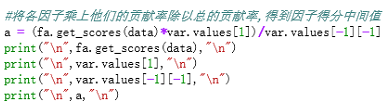 #将各因子乘上他们的贡献率除以总的贡献率,得到因子得分中间值
a = (fa.get_scores(data)*var.values[1])/var.values[-1][-1]
print("\n",fa.get_scores(data),"\n")
print("\n",var.values[1],"\n")
print("\n",var.values[-1][-1],"\n")
print("\n",a,"\n")